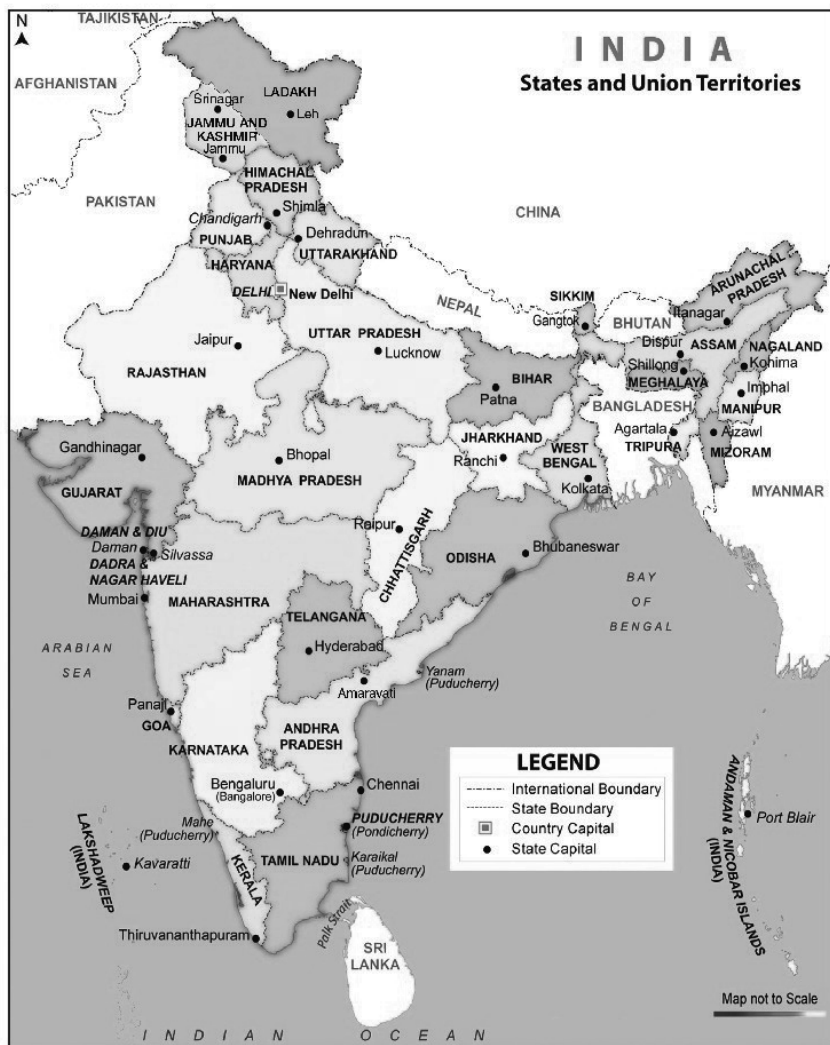 N
TAJIKISTAN
AFGHANISTAN
INDIA
States and Union Territories
LADAKH
Srinagar
Leh
JAMMU AND
KASHMIR
Jammu
HIMACHAL
PRADESH
PAKISTAN
Shimla
CHINA
Chandigarh
PUNJAB
Dehradun
UTTARAKHAND
HARYANA
DELHI
New Delhi
NEPAL
SIKKIM
Gangtok
BHUTAN
ARUNACHAL
PRADESH
Itanagar
Jaipur
UTTAR PRADESH
Lucknow
RAJASTHAN
Dispur
ASSAM
NAGALAND
Shillong
Kohima
MEGHALAYA
BIHAR
Patna
Imphal
MANIPUR
BANGLADESH
Gandhinagar
Bhopal
MADHYA PRADESH
JHARKHAND
Ranchi
WEST
BENGAL
Kolkata
Agartala
TRIPURA
Aizawl
MIZORAM
MYANMAR
GUJARAT
DAMAN & DIU
Daman
Silvassa
DADRA &
NAGAR HAVELI
Mumbai
MAHARASHTRA
Raipur
CHHATTISGARH
ODISHA
Bhubaneswar
BAY
OF
BENGAL
ARABIAN
SEA
TELANGANA
Hyderabad
Yanam
(Puducherry)
Amaravati
Panaji
GOA
KARNATAKA
ANDHRA
PRADESH
Bengaluru
(Bangalore)
Chennai
LEGEND
International Boundary
State Boundary
Country Capital
State Capital
Mahe
(Puducherry)
PUDUCHERRY
(Pondicherry)
LAKSHADWEEP
(INDIA)
Kavaratti
KERALA
TAMIL NADU
Karaikal
(Puducherry)
ANDAMAN & NICOBAR ISLANDS
(INDIA)
Port Blair
Thiruvananthapuram
Palk Strait
SRI
LANKA
Map not to Scale
INDIAN OCEAN